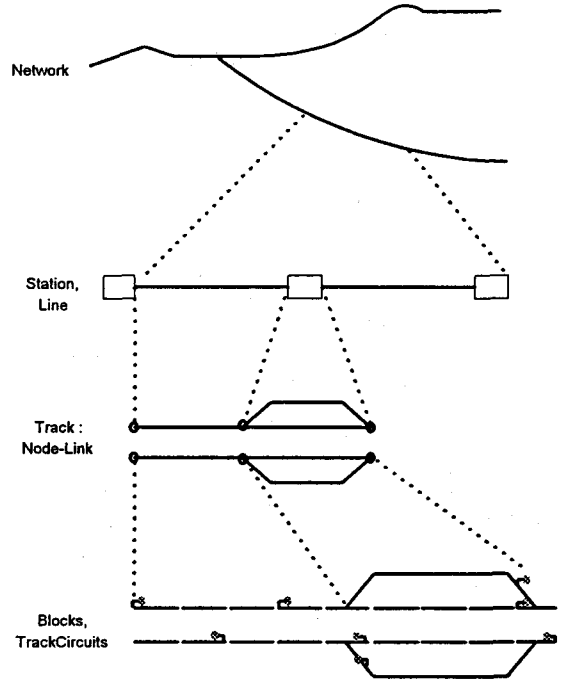 Network
Station,
Line
Track :
Node-Link
Blocks,
TrackCircuits